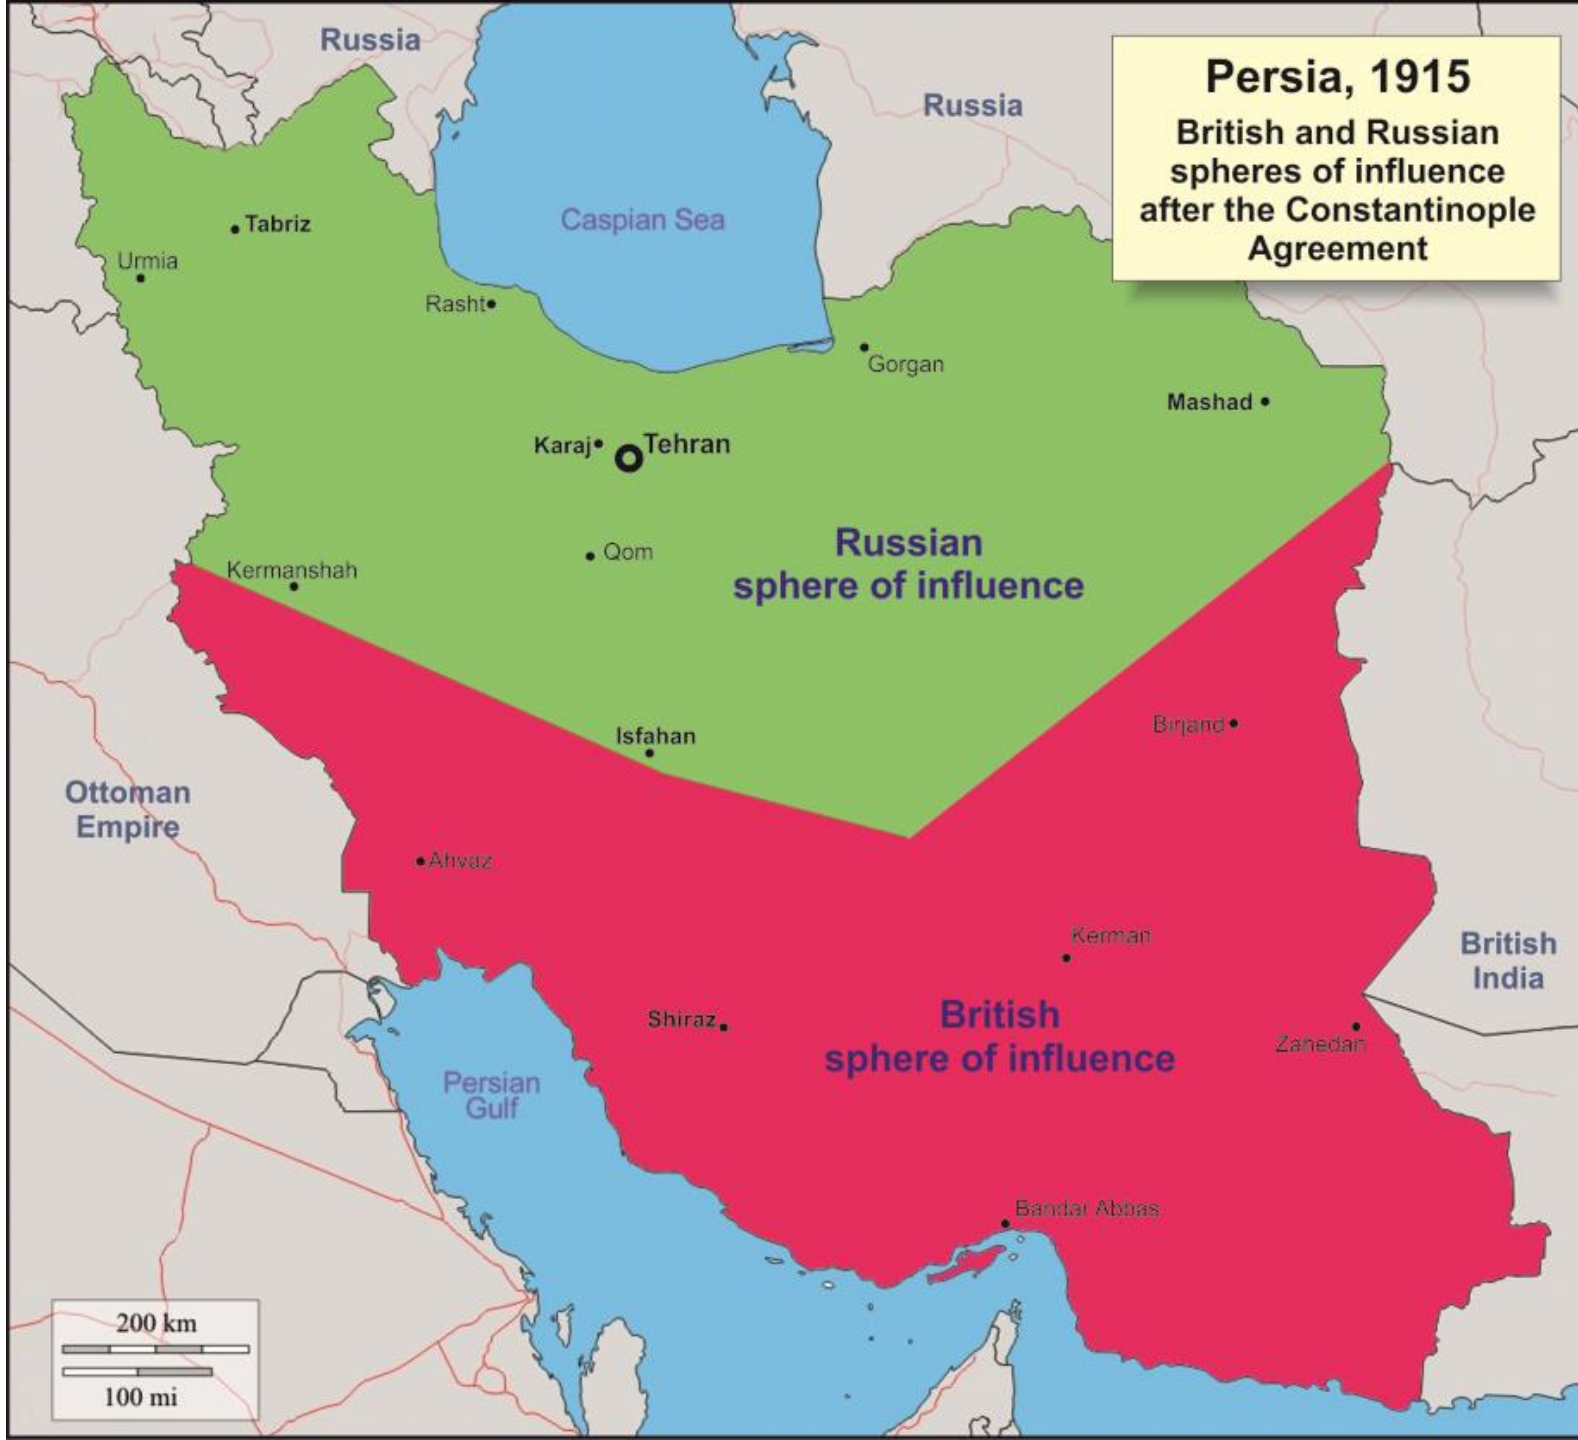 Russia
Russia
Persia, 1915
British and Russian
spheres of influence
after the Constantinople
Agreement
Caspian Sea
Tabriz
Urmia
Rasht
Gorgan
Mashad
Karaj
Tehran
Qom
Russian
sphere of influence
Kermanshah
Isfahan
Birjand
Ottoman
Empire
Ahvaz
Kerman
British
India
Shiraz
British
sphere of influence
Zahedan
Persian
Gulf
Bandar Abbas
200 km
100 mi